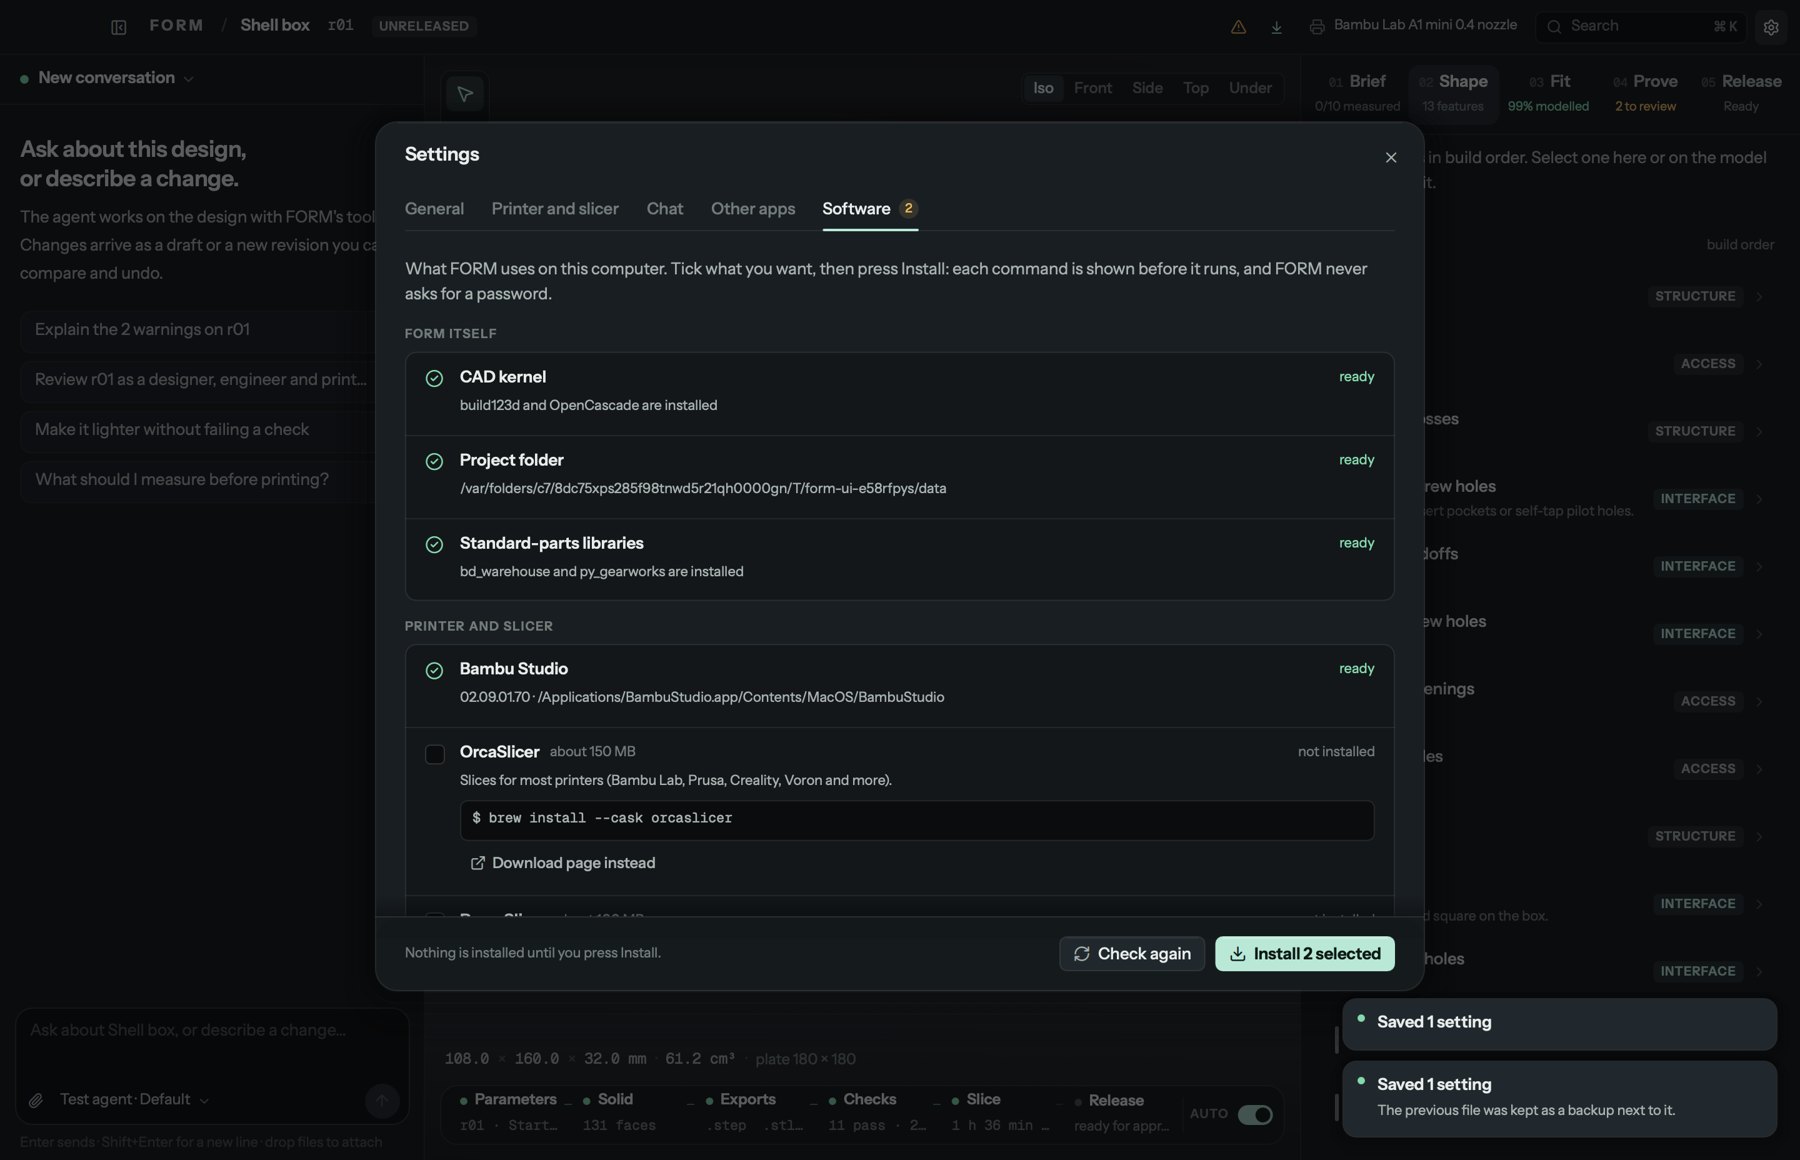 FORM / Shell box r01 UNRELEASED
Bambu Lab A1 mini 0.4 nozzle
Search ⌘ K
New conversation
Iso Front Side Top Under
01 Brief
0/10 measured
02 Shape
13 features
03 Fit
99% modelled
04 Prove
2 to review
05 Release
Ready
Ask about this design,
or describe a change.
The agent works on the design with FORM's tool
Changes arrive as a draft or a new revision you ca
compare and undo.
Explain the 2 warnings on r01
Review r01 as a designer, engineer and print...
Make it lighter without failing a check
What should I measure before printing?
Settings
General Printer and slicer Chat Other apps Software 2
What FORM uses on this computer. Tick what you want, then press Install: each command is shown before it runs, and FORM never
asks for a password.
FORM ITSELF
CAD kernel ready
build123d and OpenCascade are installed
Project folder ready
/var/folders/c7/8dc75xps285f98tnwd5r21qh0000gn/T/form-ui-e58rfpys/data
Standard-parts libraries ready
bd_warehouse and py_gearworks are installed
PRINTER AND SLICER
Bambu Studio ready
02.09.01.70 · /Applications/BambuStudio.app/Contents/MacOS/BambuStudio
OrcaSlicer about 150 MB not installed
Slices for most printers (Bambu Lab, Prusa, Creality, Voron and more).
$ brew install --cask orcaslicer
Download page instead
Nothing is installed until you press Install.
Check again
Install 2 selected
in build order. Select one here or on the model
it.
build order
STRUCTURE
ACCESS
sses
STRUCTURE
rew holes
ert pockets or self-tap pilot holes.
INTERFACE
doffs
INTERFACE
ew holes
INTERFACE
enings
ACCESS
les
ACCESS
STRUCTURE
d square on the box.
INTERFACE
holes
INTERFACE
Ask about Shell box, or describe a change...
Test agent · Default
Enter sends · Shift+Enter for a new line · drop files to attach
108.0 × 160.0 × 32.0 mm · 61.2 cm³ · plate 180 × 180
Parameters
r01 · Start...
Solid
131 faces
Exports
.step .stl...
Checks
11 pass · 2...
Slice
1 h 36 min ...
Release
ready for appr...
AUTO
Saved 1 setting
Saved 1 setting
The previous file was kept as a backup next to it.